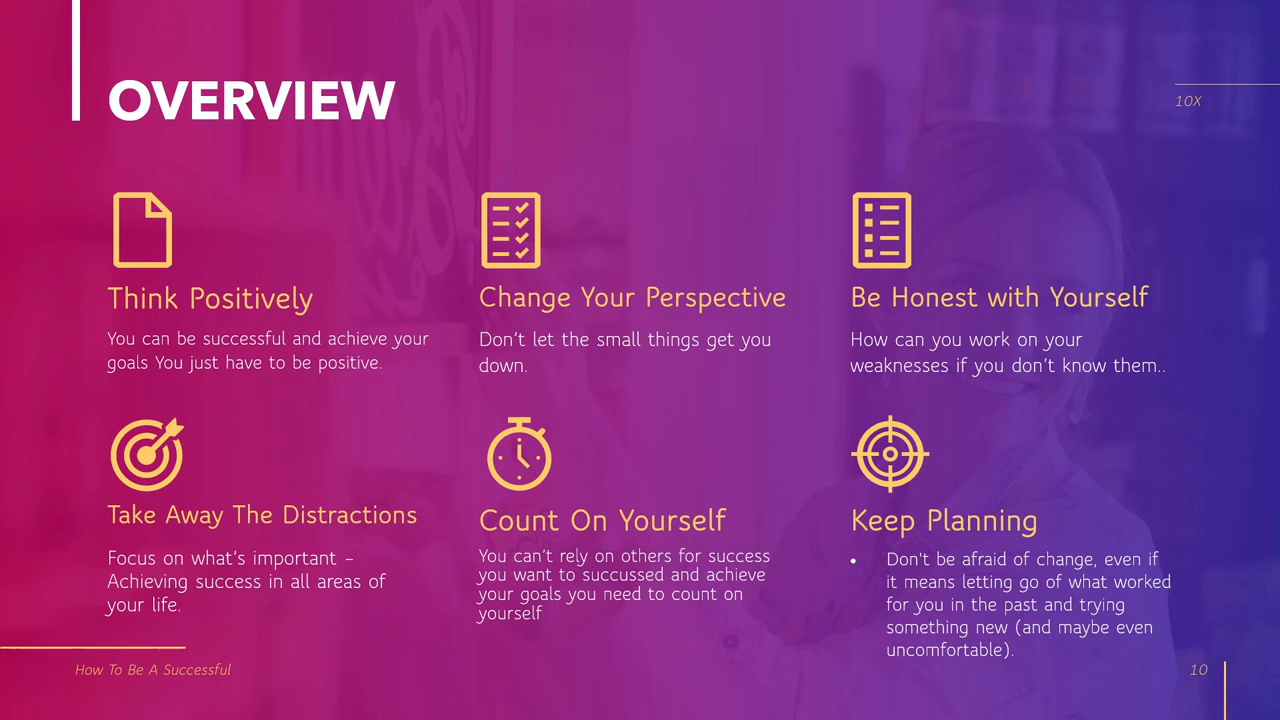 OVERVIEW
10X
Think Positively
You can be successful and achieve your
goals You just have to be positive.
Change Your Perspective
Don't let the small things get you
down.
Be Honest with Yourself
How can you work on your
weaknesses if you don't know them..
Take Away The Distractions
Focus on what's important –
Achieving success in all areas of
your life.
Count On Yourself
You can't rely on others for success
you want to succussed and achieve
your goals you need to count on
yourself
Keep Planning
• Don't be afraid of change, even if
it means letting go of what worked
for you in the past and trying
something new (and maybe even
uncomfortable).
How To Be A Successful
10